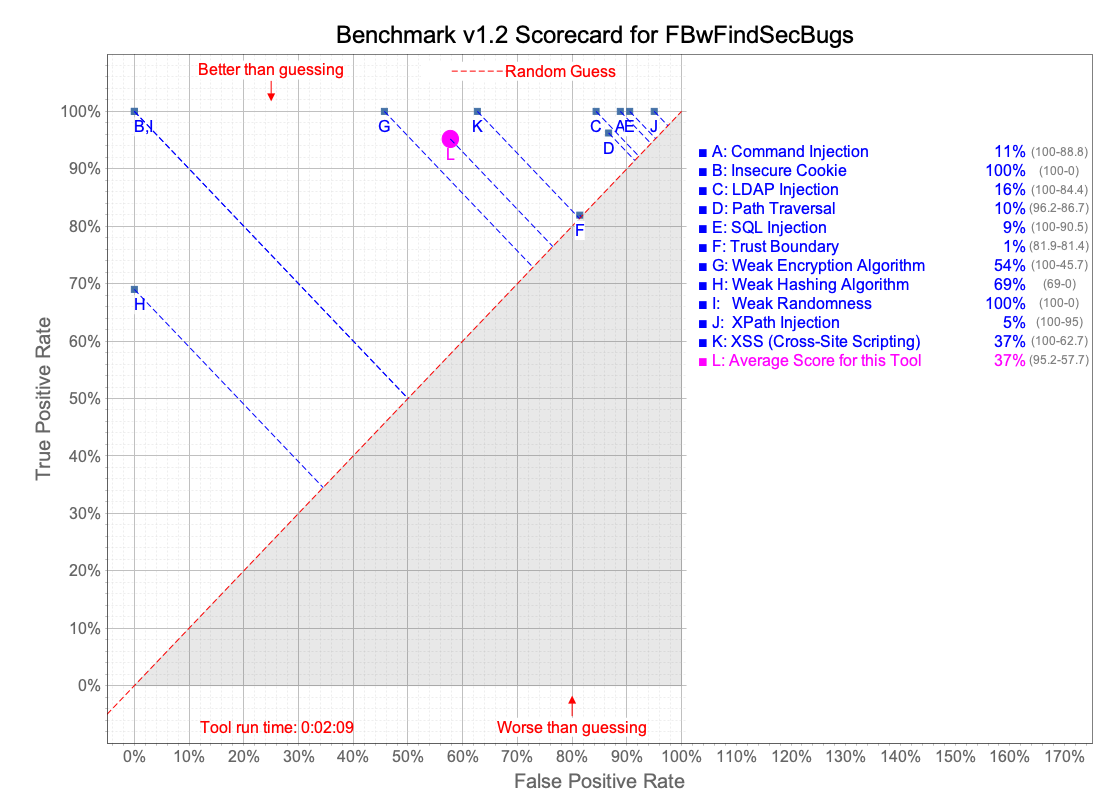 Benchmark v1.2 Scorecard for FBwFindSecBugs
Better than guessing
Random Guess
100%
90%
80%
70%
60%
50%
40%
30%
20%
10%
0%
True Positive Rate
B,I
G
K
C
A
E
J
D
L
F
H
A: Command Injection 11% (100-88.8)
B: Insecure Cookie 100% (100-0)
C: LDAP Injection 16% (100-84.4)
D: Path Traversal 10% (96.2-86.7)
E: SQL Injection 9% (100-90.5)
F: Trust Boundary 1% (81.9-81.4)
G: Weak Encryption Algorithm 54% (100-45.7)
H: Weak Hashing Algorithm 69% (69-0)
I: Weak Randomness 100% (100-0)
J: XPath Injection 5% (100-95)
K: XSS (Cross-Site Scripting) 37% (100-62.7)
L: Average Score for this Tool 37% (95.2-57.7)
Tool run time: 0:02:09
Worse than guessing
0% 10% 20% 30% 40% 50% 60% 70% 80% 90% 100% 110% 120% 130% 140% 150% 160% 170%
False Positive Rate